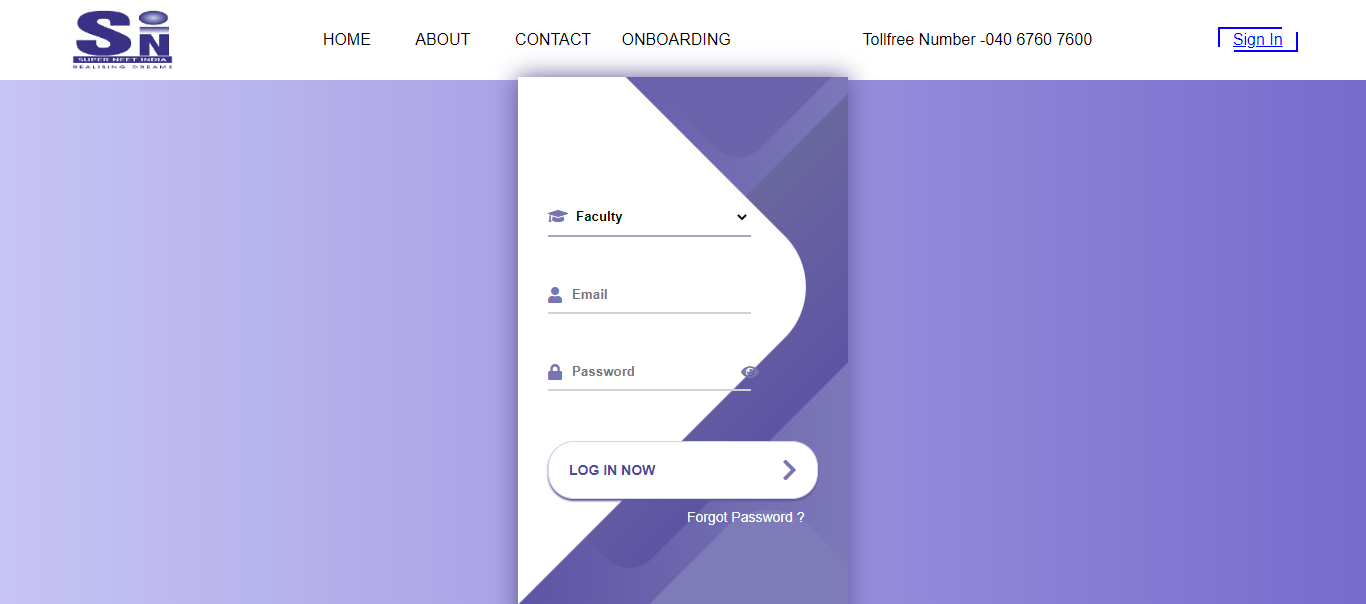 SiN
SUPER NEET INDIA
REALISING DREAMS
HOME ABOUT CONTACT ONBOARDING Tollfree Number -040 6760 7600 Sign In
Faculty
Email
Password
LOG IN NOW
Forgot Password ?